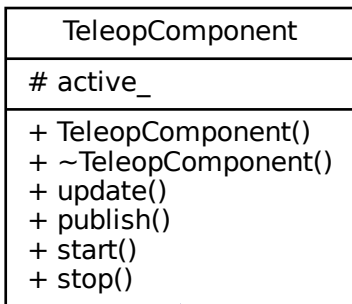 TeleopComponent
# active_
+ TeleopComponent()
+ ~TeleopComponent()
+ update()
+ publish()
+ start()
+ stop()